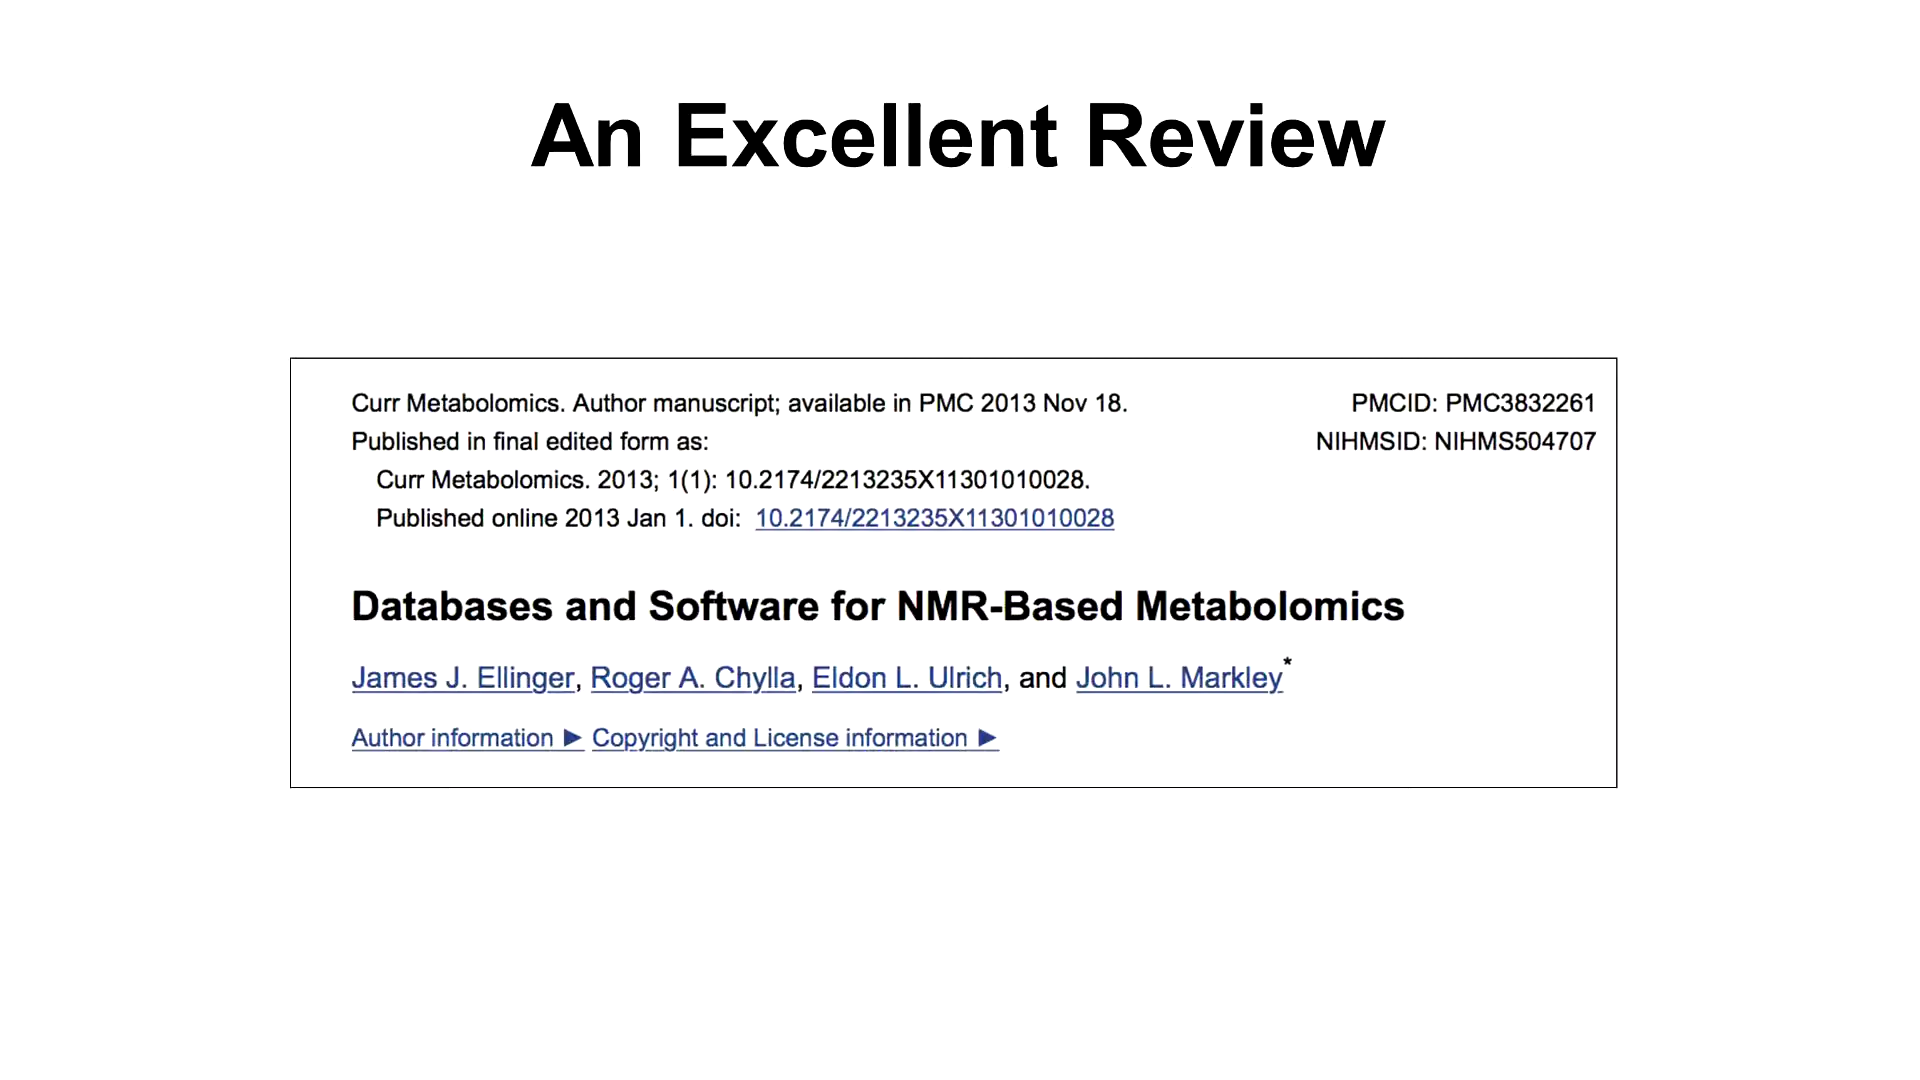 An Excellent Review
Curr Metabolomics. Author manuscript; available in PMC 2013 Nov 18.
PMCID: PMC3832261
Published in final edited form as:
NIHMSID: NIHMS504707
Curr Metabolomics. 2013; 1(1): 10.2174/2213235X11301010028.
Published online 2013 Jan 1. doi: 10.2174/2213235X11301010028
Databases and Software for NMR-Based Metabolomics
James J. Ellinger, Roger A. Chylla, Eldon L. Ulrich, and John L. Markley*
Author information ► Copyright and License information ►